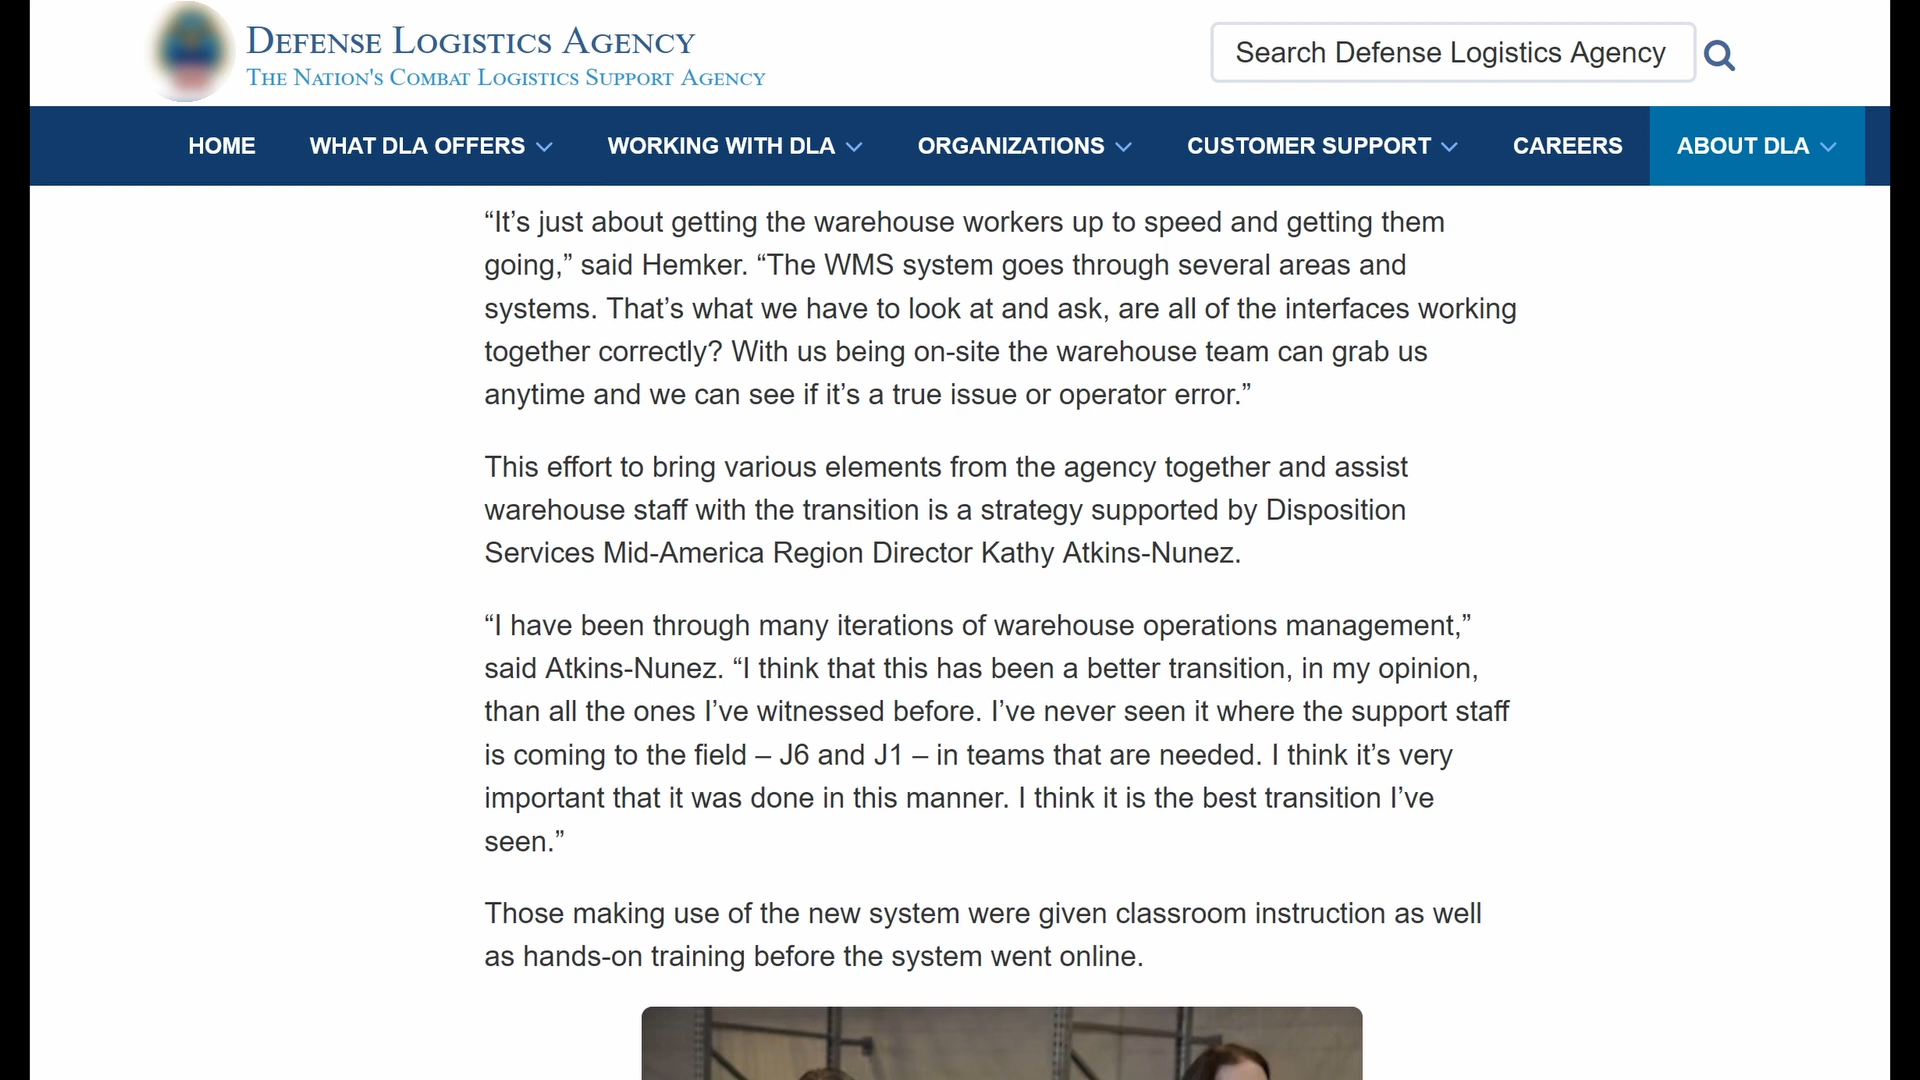 DEFENSE LOGISTICS AGENCY
THE NATION'S COMBAT LOGISTICS SUPPORT AGENCY
Search Defense Logistics Agency
HOME WHAT DLA OFFERS WORKING WITH DLA ORGANIZATIONS CUSTOMER SUPPORT CAREERS ABOUT DLA
“It’s just about getting the warehouse workers up to speed and getting them
going,” said Hemker. “The WMS system goes through several areas and
systems. That’s what we have to look at and ask, are all of the interfaces working
together correctly? With us being on-site the warehouse team can grab us
anytime and we can see if it’s a true issue or operator error.”
This effort to bring various elements from the agency together and assist
warehouse staff with the transition is a strategy supported by Disposition
Services Mid-America Region Director Kathy Atkins-Nunez.
“I have been through many iterations of warehouse operations management,”
said Atkins-Nunez. “I think that this has been a better transition, in my opinion,
than all the ones I’ve witnessed before. I’ve never seen it where the support staff
is coming to the field – J6 and J1 – in teams that are needed. I think it’s very
important that it was done in this manner. I think it is the best transition I’ve
seen.”
Those making use of the new system were given classroom instruction as well
as hands-on training before the system went online.